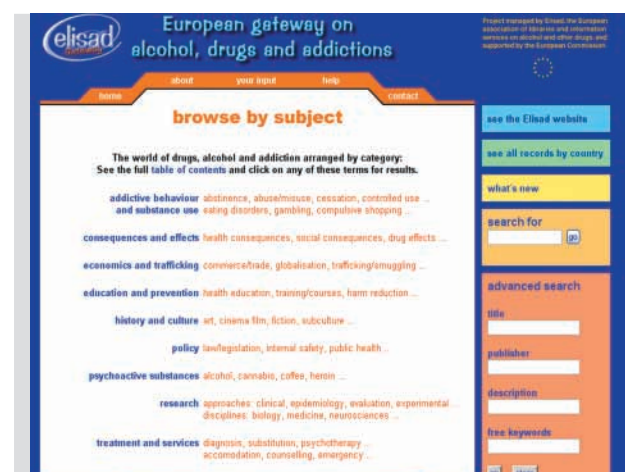 elisad
European gateway on
alcohol, drugs and addictions
Project managed by Elisad, the European
association of libraries and information
services on alcohol and other drugs and
supported by the European Commission
home
about
your input
help
contact
browse by subject
The world of drugs, alcohol and addiction arranged by category:
See the full table of contents and click on any of these terms for results.
addictive behaviour abstinence, abuse/misuse, cessation, controlled use ...
and substance use eating disorders, gambling, compulsive shopping ...
consequences and effects health consequences, social consequences, drug effects ...
economics and trafficking commerce/trade, globalisation, trafficking/smuggling ...
education and prevention health education, training/courses, harm reduction ...
history and culture art, cinema film, fiction, subculture ...
policy law/legislation, internal safety, public health ...
psychoactive substances alcohol, cannabis, coffee, heroin ...
research approaches: clinical, epidemiology, evaluation, experimental ...
disciplines: biology, medicine, neurosciences ...
treatment and services diagnosis, substitution, psychotherapy ...
accomodation, counselling, emergency ...
see the Elisad website
see all records by country
what's new
search for
go
advanced search
title
publisher
description
free keywords